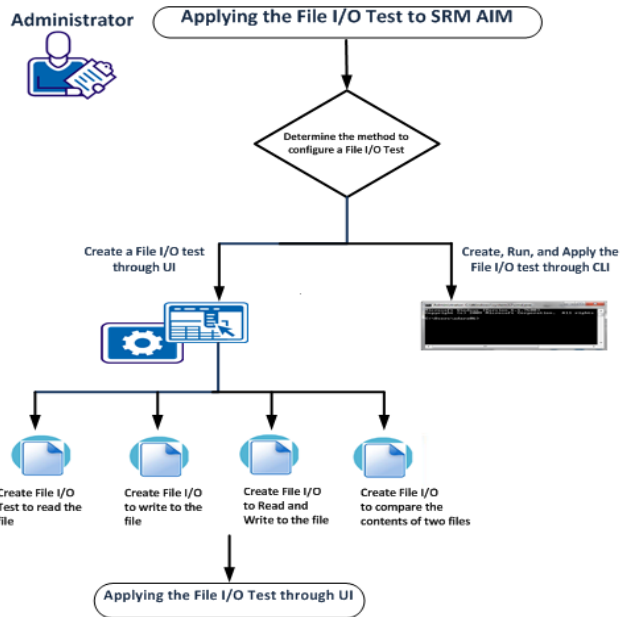 Administrator
Applying the File I/O Test to SRM AIM
Determine the method to
configure a File I/O Test
Create a File I/O test
through UI
Create, Run, and Apply the
File I/O test through CLI
Create File I/O
Test to read the
file
Create File I/O
to write to the
file
Create File I/O
to Read and
Write to the file
Create File I/O
to compare the
contents of two files
Applying the File I/O Test through UI